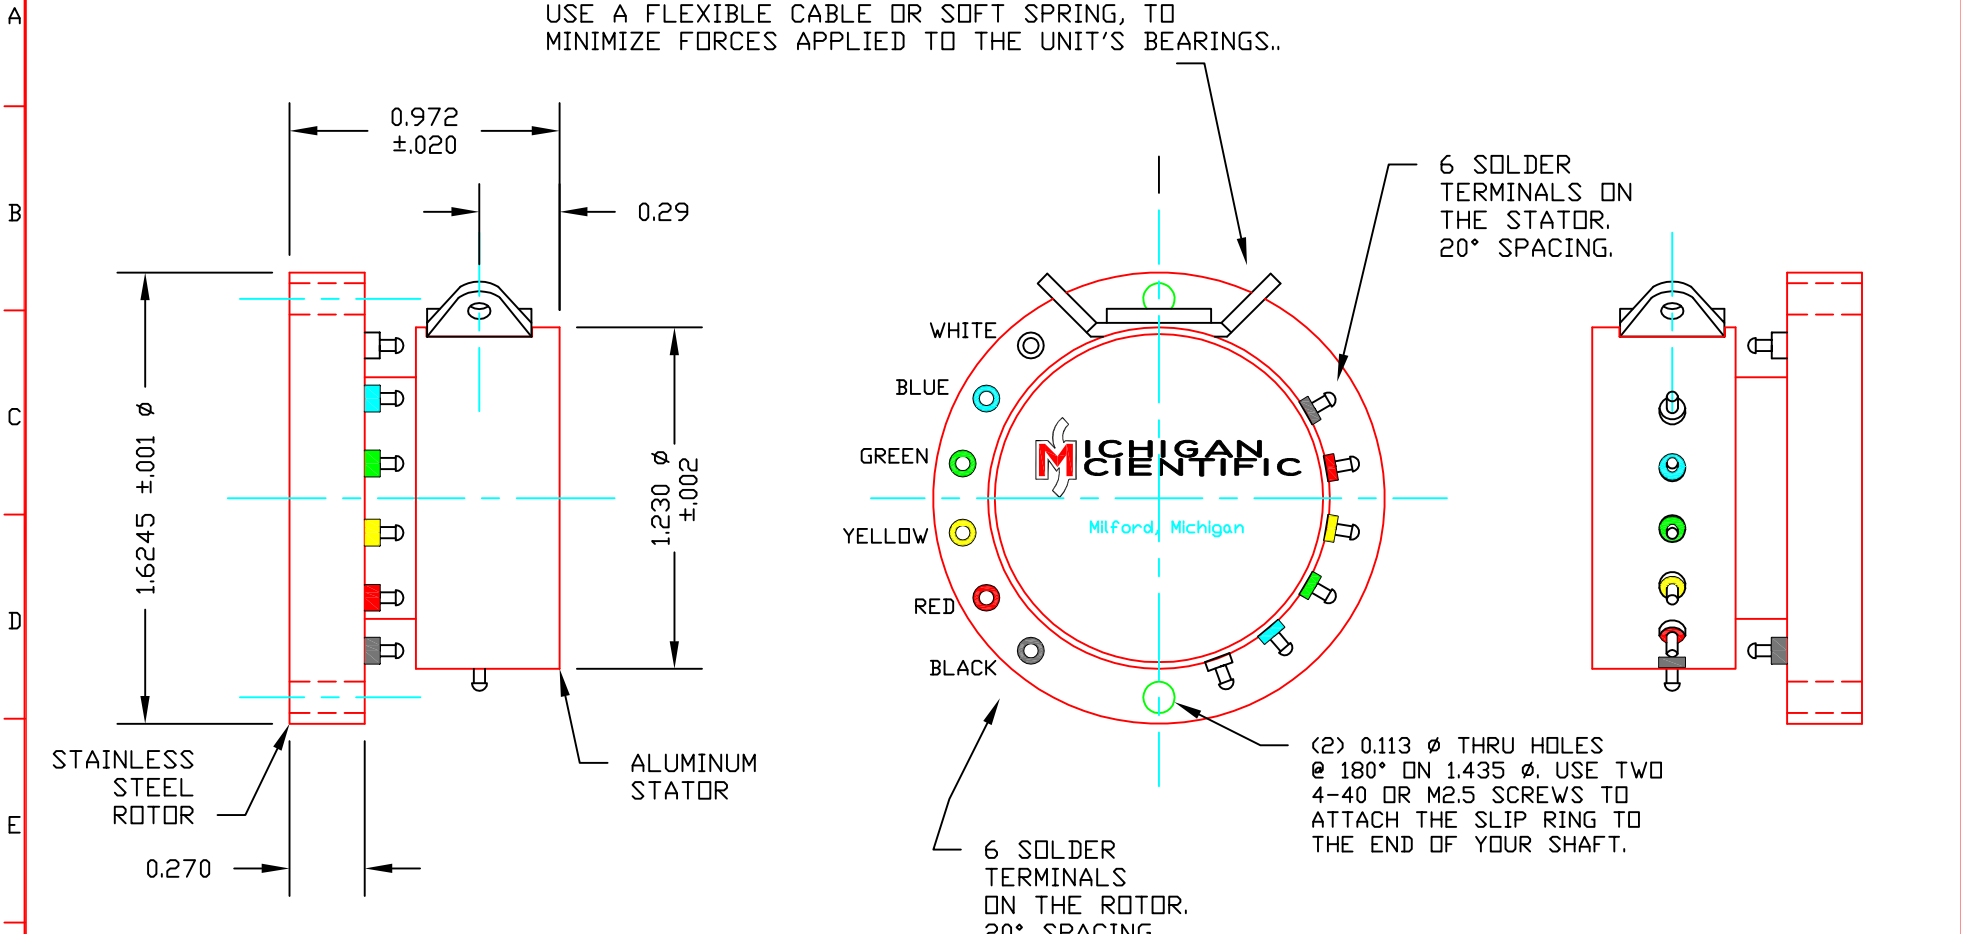 A
B
C
D
E
USE A FLEXIBLE CABLE OR SOFT SPRING, TO
MINIMIZE FORCES APPLIED TO THE UNIT'S BEARINGS..
0.972
±.020
0.29
1.6245 ±.001 Ø
1.230 Ø
±.002
STAINLESS
STEEL
ROTOR
0.270
ALUMINUM
STATOR
6 SOLDER
TERMINALS ON
THE STATOR.
20° SPACING.
WHITE
BLUE
GREEN
YELLOW
RED
BLACK
M ICHIGAN
CIENTIFIC
Milford, Michigan
(2) 0.113 Ø THRU HOLES
@ 180° ON 1.435 Ø. USE TWO
4-40 OR M2.5 SCREWS TO
ATTACH THE SLIP RING TO
THE END OF YOUR SHAFT.
6 SOLDER
TERMINALS
ON THE ROTOR.
20° SPACING